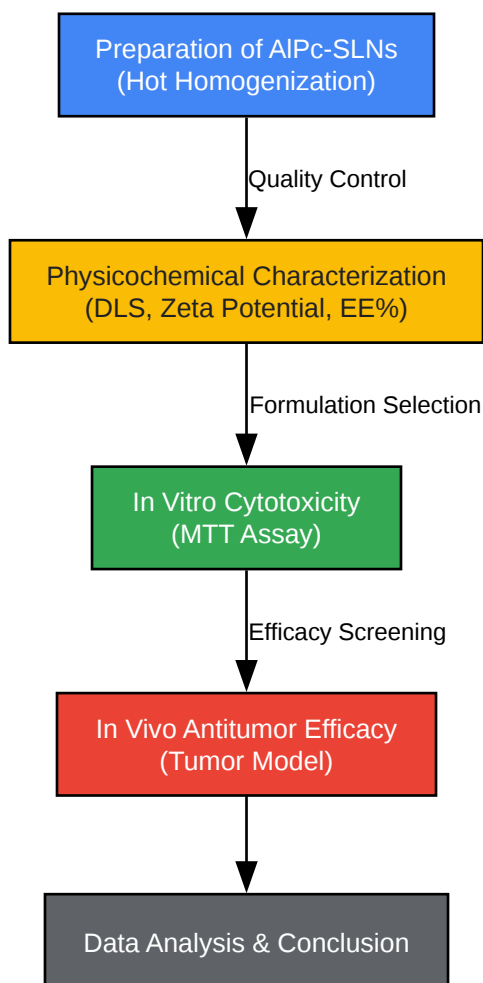 Preparation of AlPc-SLNs
(Hot Homogenization)
Quality Control
Physicochemical Characterization
(DLS, Zeta Potential, EE%)
Formulation Selection
In Vitro Cytotoxicity
(MTT Assay)
Efficacy Screening
In Vivo Antitumor Efficacy
(Tumor Model)
Data Analysis & Conclusion